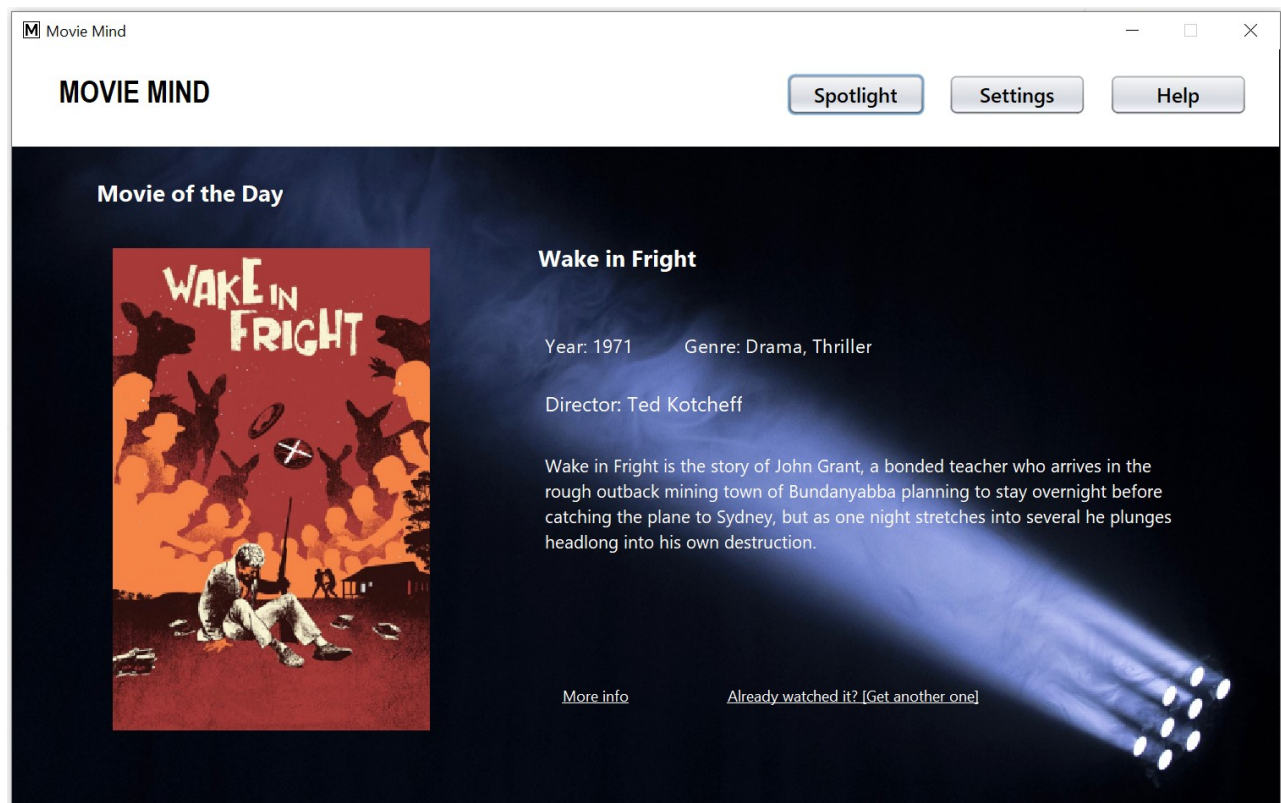 M Movie Mind
MOVIE MIND
Spotlight
Settings
Help
Movie of the Day
WAKE IN
FRIGHT
Wake in Fright
Year: 1971
Genre: Drama, Thriller
Director: Ted Kotcheff
Wake in Fright is the story of John Grant, a bonded teacher who arrives in the
rough outback mining town of Bundanyabba planning to stay overnight before
catching the plane to Sydney, but as one night stretches into several he plunges
headlong into his own destruction.
More info
Already watched it? [Get another one]